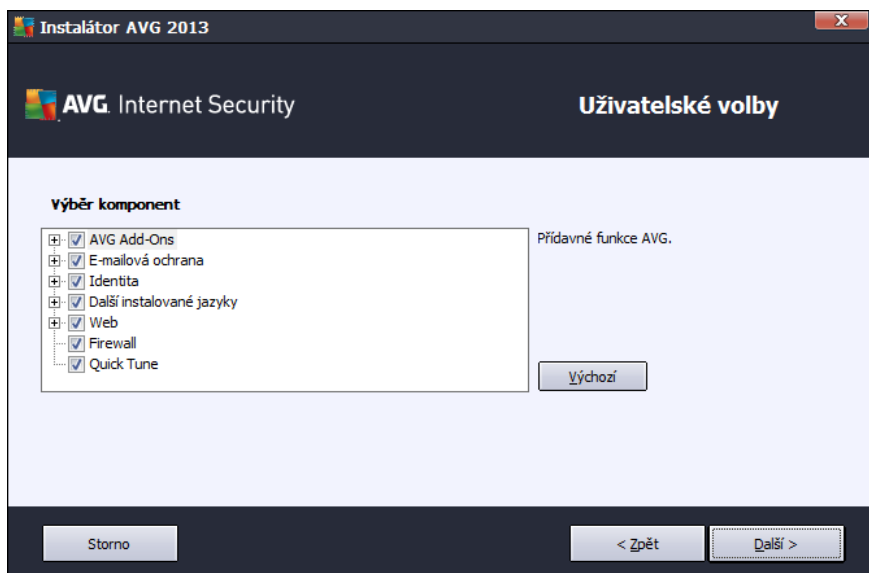 Instalátor AVG 2013
AVG. Internet Security
Uživatelské volby
Výběr komponent
AVG Add-Ons
E-mailová ochrana
Identita
Další instalované jazyky
Web
Firewall
Quick Tune
Přídavné funkce AVG.
Výchozí
Storno
< Zpět
Další >